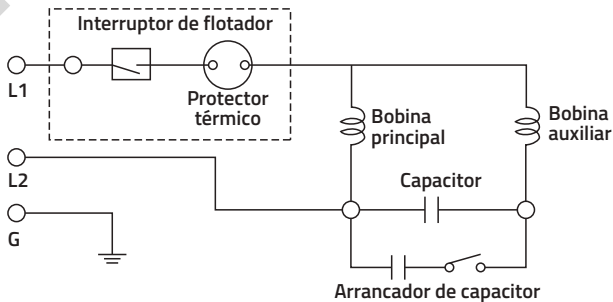 Interruptor de flotador
L1
Protector
térmico
Bobina
principal
Bobina
auxiliar
L2
Capacitor
G
Arrancador de capacitor